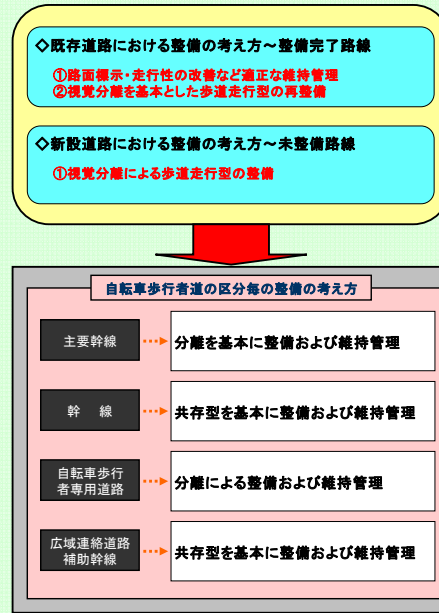 ◇既存道路における整備の考え方～整備完了路線
①路面標示・走行性の改善など適正な維持管理
②視覚分離を基本とした歩道走行型の再整備
◇新設道路における整備の考え方～未整備路線
①視覚分離による歩道走行型の整備
自転車歩行者道の区分毎の整備の考え方
主要幹線
分離を基本に整備および維持管理
幹 線
共存型を基本に整備および維持管理
自転車歩行
者専用道路
分離による整備および維持管理
広域連絡道路
補助幹線
共存型を基本に整備および維持管理